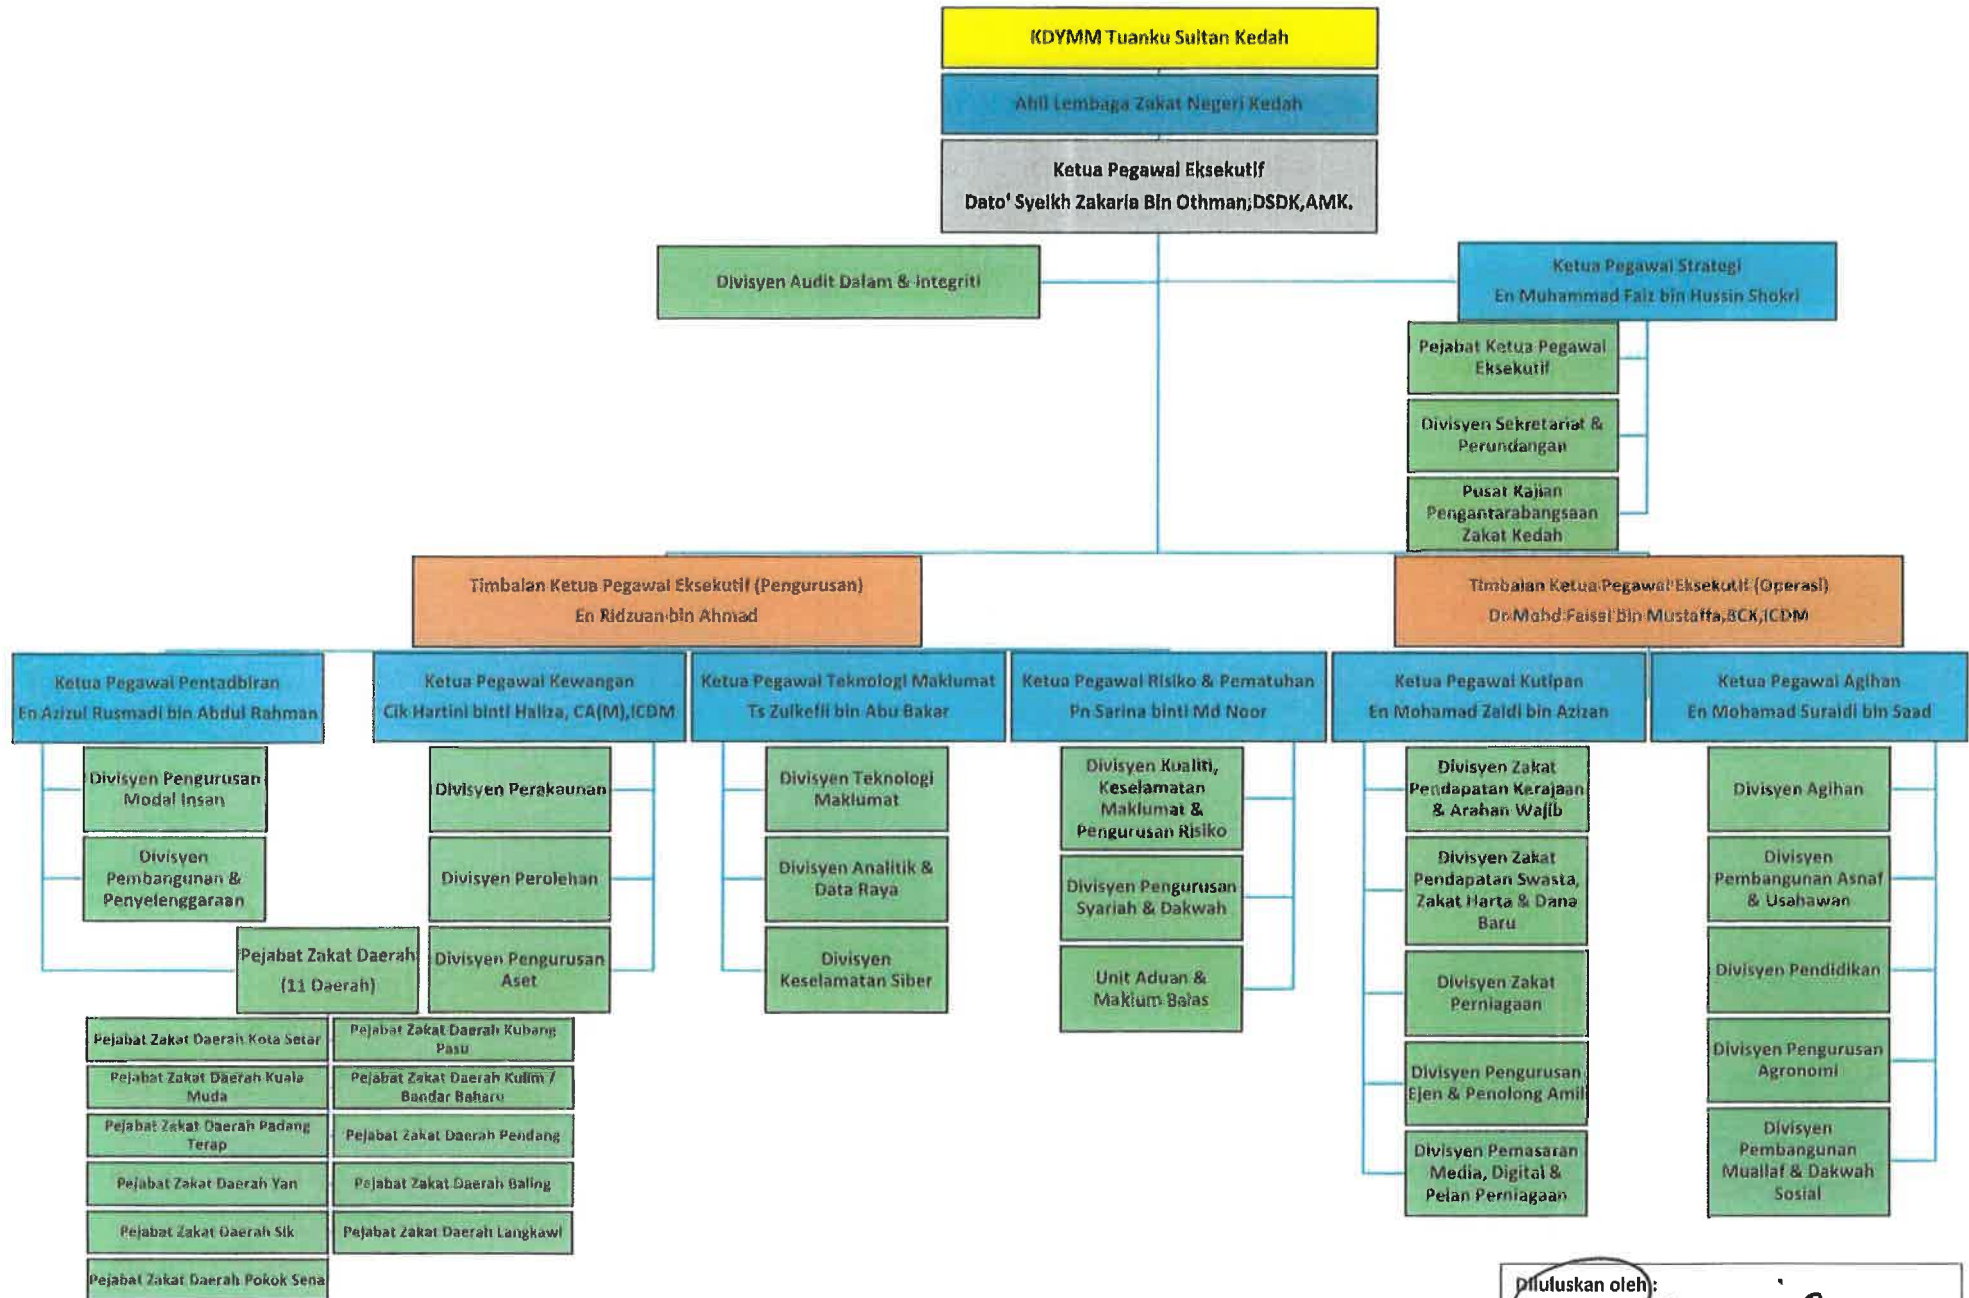 KDYMM Tuanku Sultan Kedah
Ahli Lembaga Zakat Negeri Kedah
Ketua Pegawai Eksekutif
Dato' Syeikh Zakaria Bin Othman,DSDK,AMK.
Divisyen Audit Dalam & Integriti
Ketua Pegawai Strategi
En Muhammad Faiz bin Hussin Shokri
Pejabat Ketua Pegawai
Eksekutif
Divisyen Sekretariat &
Perundangan
Pusat Kajian
Pengantarabangsaan
Zakat Kedah
Timbalan Ketua Pegawai Eksekutif (Pengurusan)
En Ridzuan bin Ahmad
Timbalan Ketua Pegawai Eksekutif (Operasi)
Dr Mohd Faisal bin Mustaffa,BCK,ICDM
Ketua Pegawai Pentadbiran
En Azizul Rusmadi bin Abdul Rahman
Divisyen Pengurusan
Modal Insan
Divisyen
Pembangunan &
Penyelenggaraan
Pejabat Zakat Daerah
(11 Daerah)
Pejabat Zakat Daerah Kota Setar
Pejabat Zakat Daerah Kubang
Pasu
Pejabat Zakat Daerah Kuala
Muda
Pejabat Zakat Daerah Kulim /
Bandar Baharu
Pejabat Zakat Daerah Padang
Terap
Pejabat Zakat Daerah Pendang
Pejabat Zakat Daerah Yan
Pejabat Zakat Daerah Baling
Pejabat Zakat Daerah Sik
Pejabat Zakat Daerah Langkawi
Pejabat Zakat Daerah Pokok Sena
Ketua Pegawai Kewangan
Cik Hartini binti Haliza, CA(M),ICDM
Divisyen Perakaunan
Divisyen Perolehan
Divisyen Pengurusan
Aset
Ketua Pegawai Teknologi Maklumat
Ts Zulkefli bin Abu Bakar
Divisyen Teknologi
Maklumat
Divisyen Analitik &
Data Raya
Divisyen
Keselamatan Siber
Ketua Pegawai Risiko & Pematuhan
Pn Sarina binti Md Noor
Divisyen Kualiti,
Keselamatan
Maklumat &
Pengurusan Risiko
Divisyen Pengurusan
Syariah & Dakwah
Unit Aduan &
Maklum Balas
Ketua Pegawai Kutipan
En Mohamad Zaidi bin Azizan
Divisyen Zakat
Pendapatan Kerajaan
& Arahan Wajib
Divisyen Zakat
Pendapatan Swasta,
Zakat Harta & Dana
Baru
Divisyen Zakat
Perniagaan
Divisyen Pengurusan
Ejen & Penolong Amil
Divisyen Pemasaran
Media, Digital &
Pelan Perniagaan
Ketua Pegawai Agihan
En Mohamad Suraidi bin Saad
Divisyen Agihan
Divisyen
Pembangunan Asnaf
& Usahawan
Divisyen Pendidikan
Divisyen Pengurusan
Agronomi
Divisyen
Pembangunan
Muallaf & Dakwah
Sosial
Diluluskan oleh :